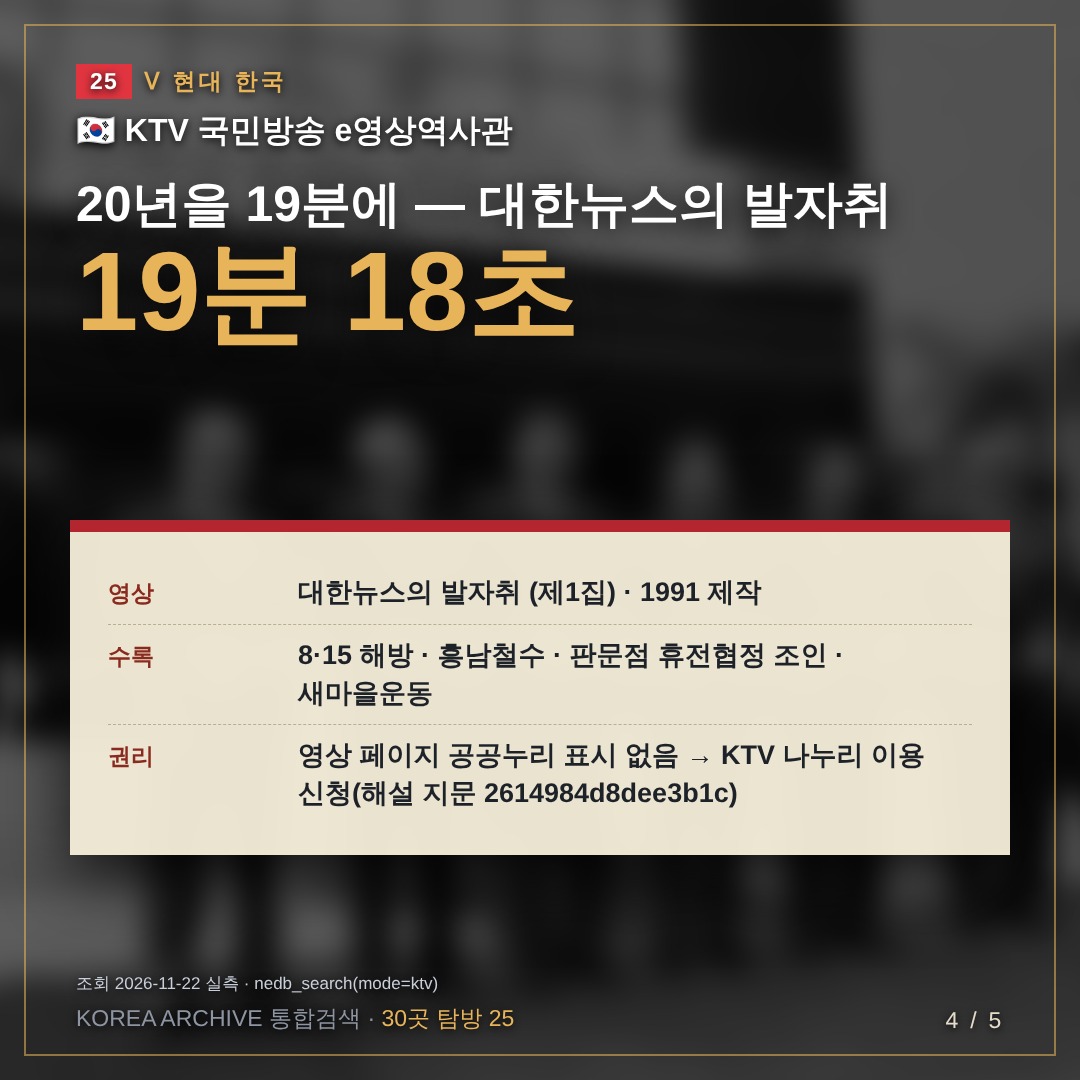 25 V 현대 한국
🇰🇷 KTV 국민방송 e영상역사관
20년을 19분에 — 대한뉴스의 발자취
19분 18초
영상 대한뉴스의 발자취 (제1집) · 1991 제작
수록 8·15 해방 · 흥남철수 · 판문점 휴전협정 조인 ·
새마을운동
권리 영상 페이지 공공누리 표시 없음 → KTV 나누리 이용
신청(해설 지문 2614984d8dee3b1c)
조회 2026-11-22 실측 · nedb_search(mode=ktv)
KOREA ARCHIVE 통합검색 · 30곳 탐방 25
4 / 5